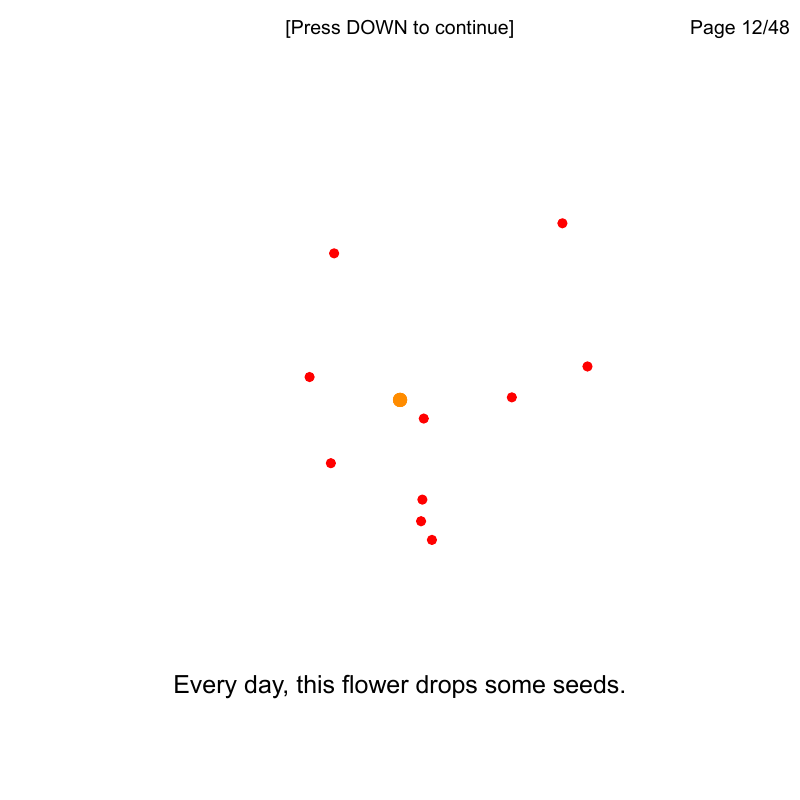 [Press DOWN to continue]
Page 12/48
Every day, this flower drops some seeds.